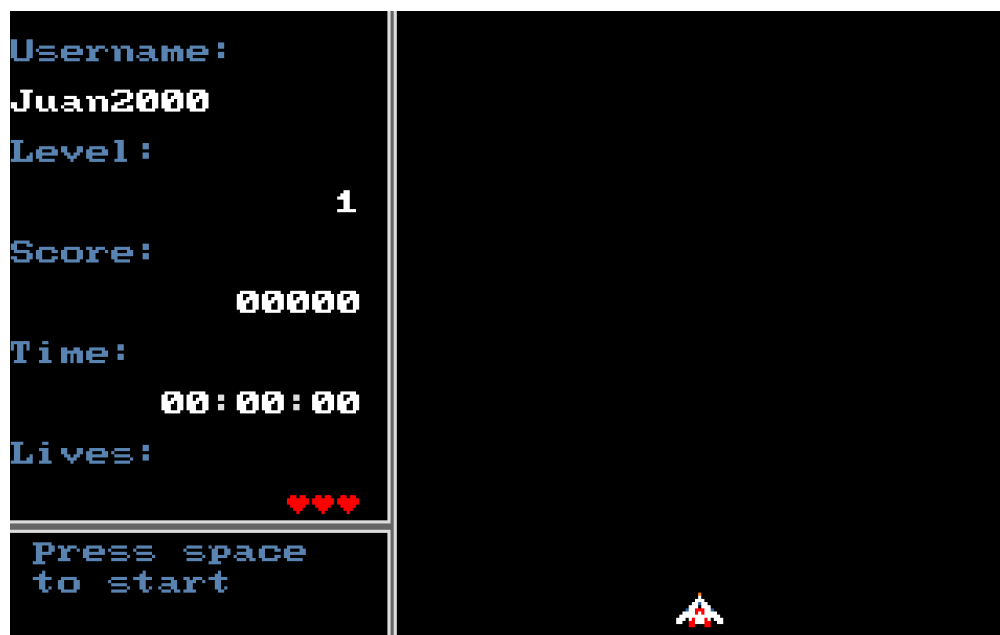 Username:
Juan2000
Level:
1
Score:
00000
Time:
00:00:00
Lives:
Press space
to start